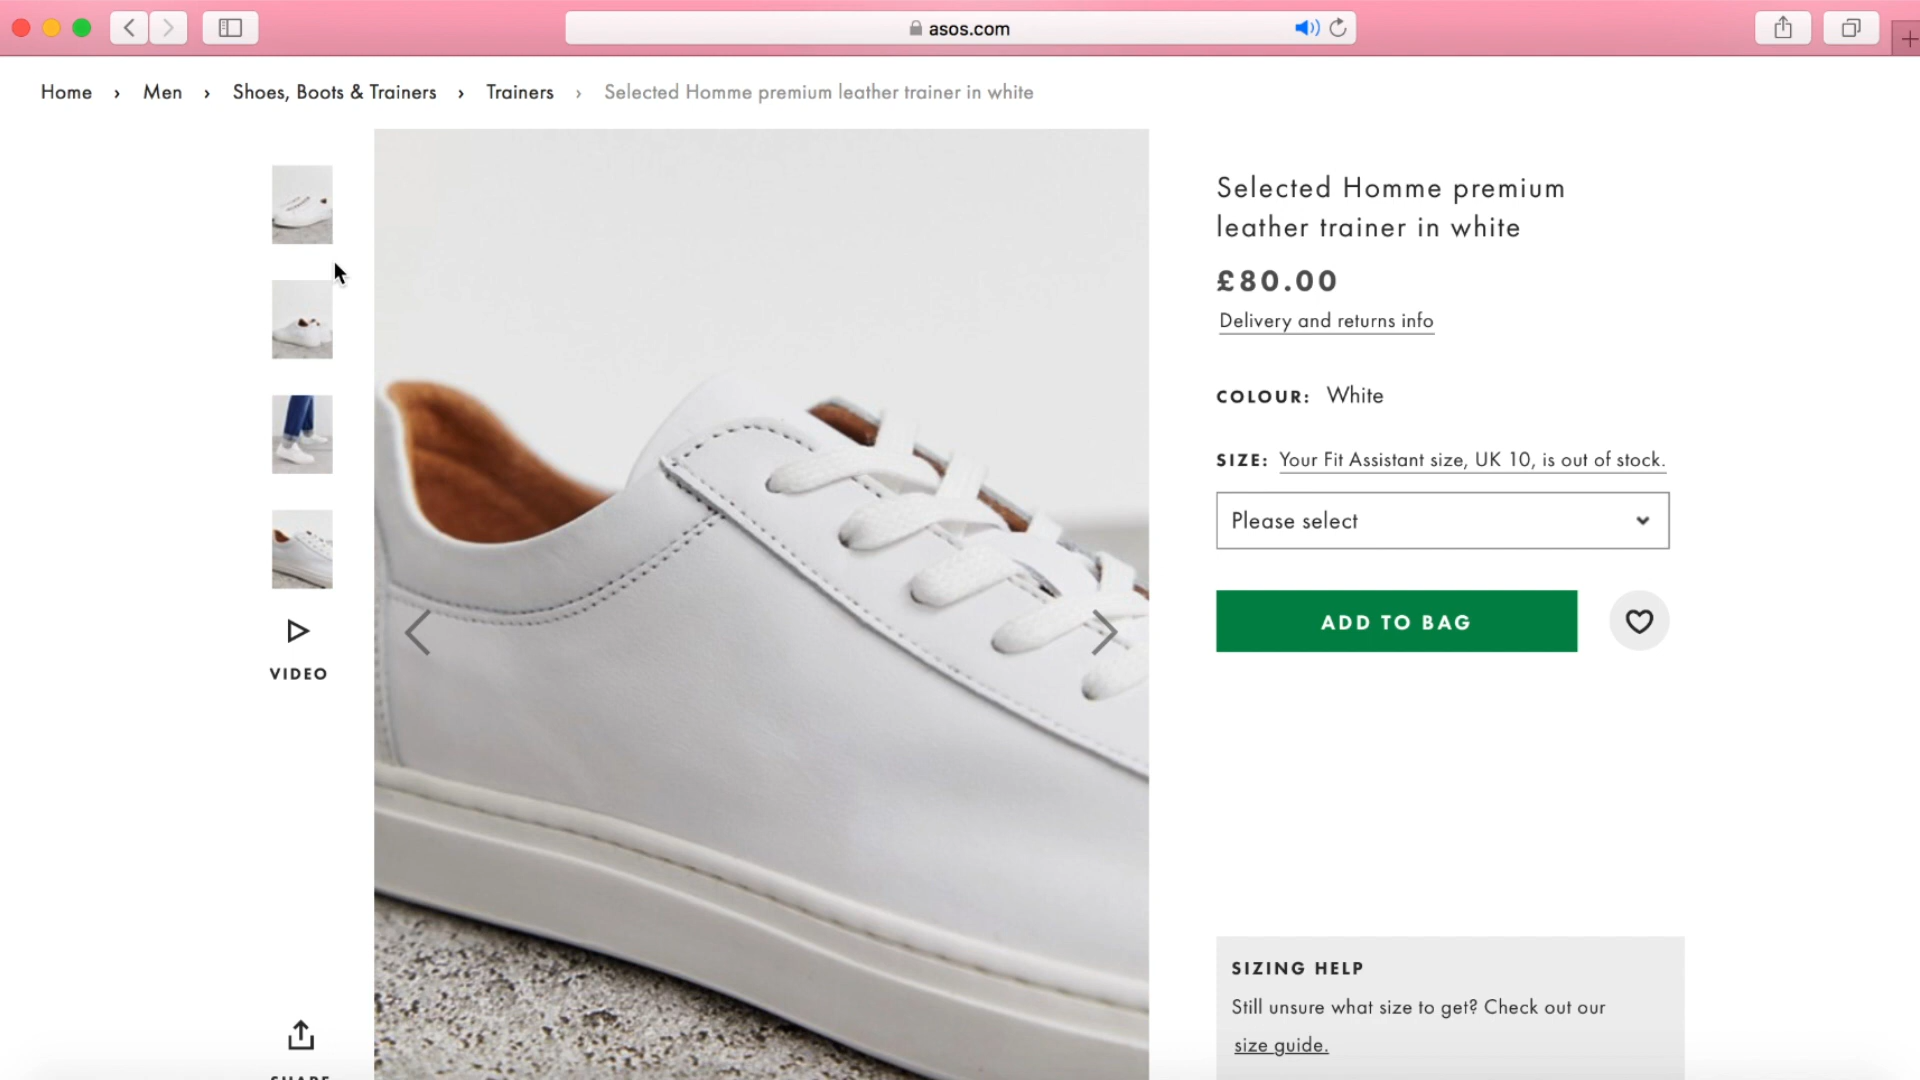 asos.com
Home › Men › Shoes, Boots & Trainers › Trainers › Selected Homme premium leather trainer in white
Selected Homme premium
leather trainer in white
£80.00
Delivery and returns info
COLOUR: White
SIZE: Your Fit Assistant size, UK 10, is out of stock.
Please select
ADD TO BAG
VIDEO
SIZING HELP
Still unsure what size to get? Check out our
size guide.
SHARE